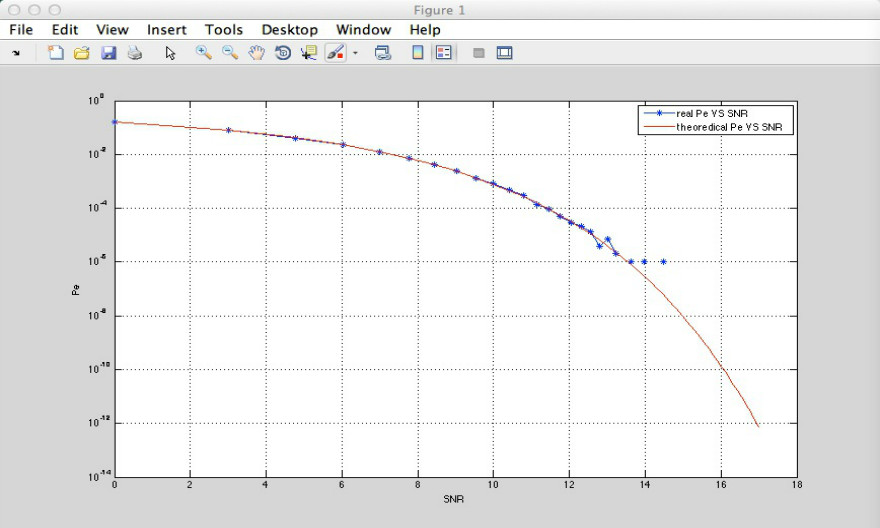 Figure 1
File Edit View Insert Tools Desktop Window Help
real Pe VS SNR
theoredical Pe VS SNR
10^0
10^-2
10^-4
10^-6
10^-8
10^-10
10^-12
10^-14
Pe
0 2 4 6 8 10 12 14 16 18
SNR